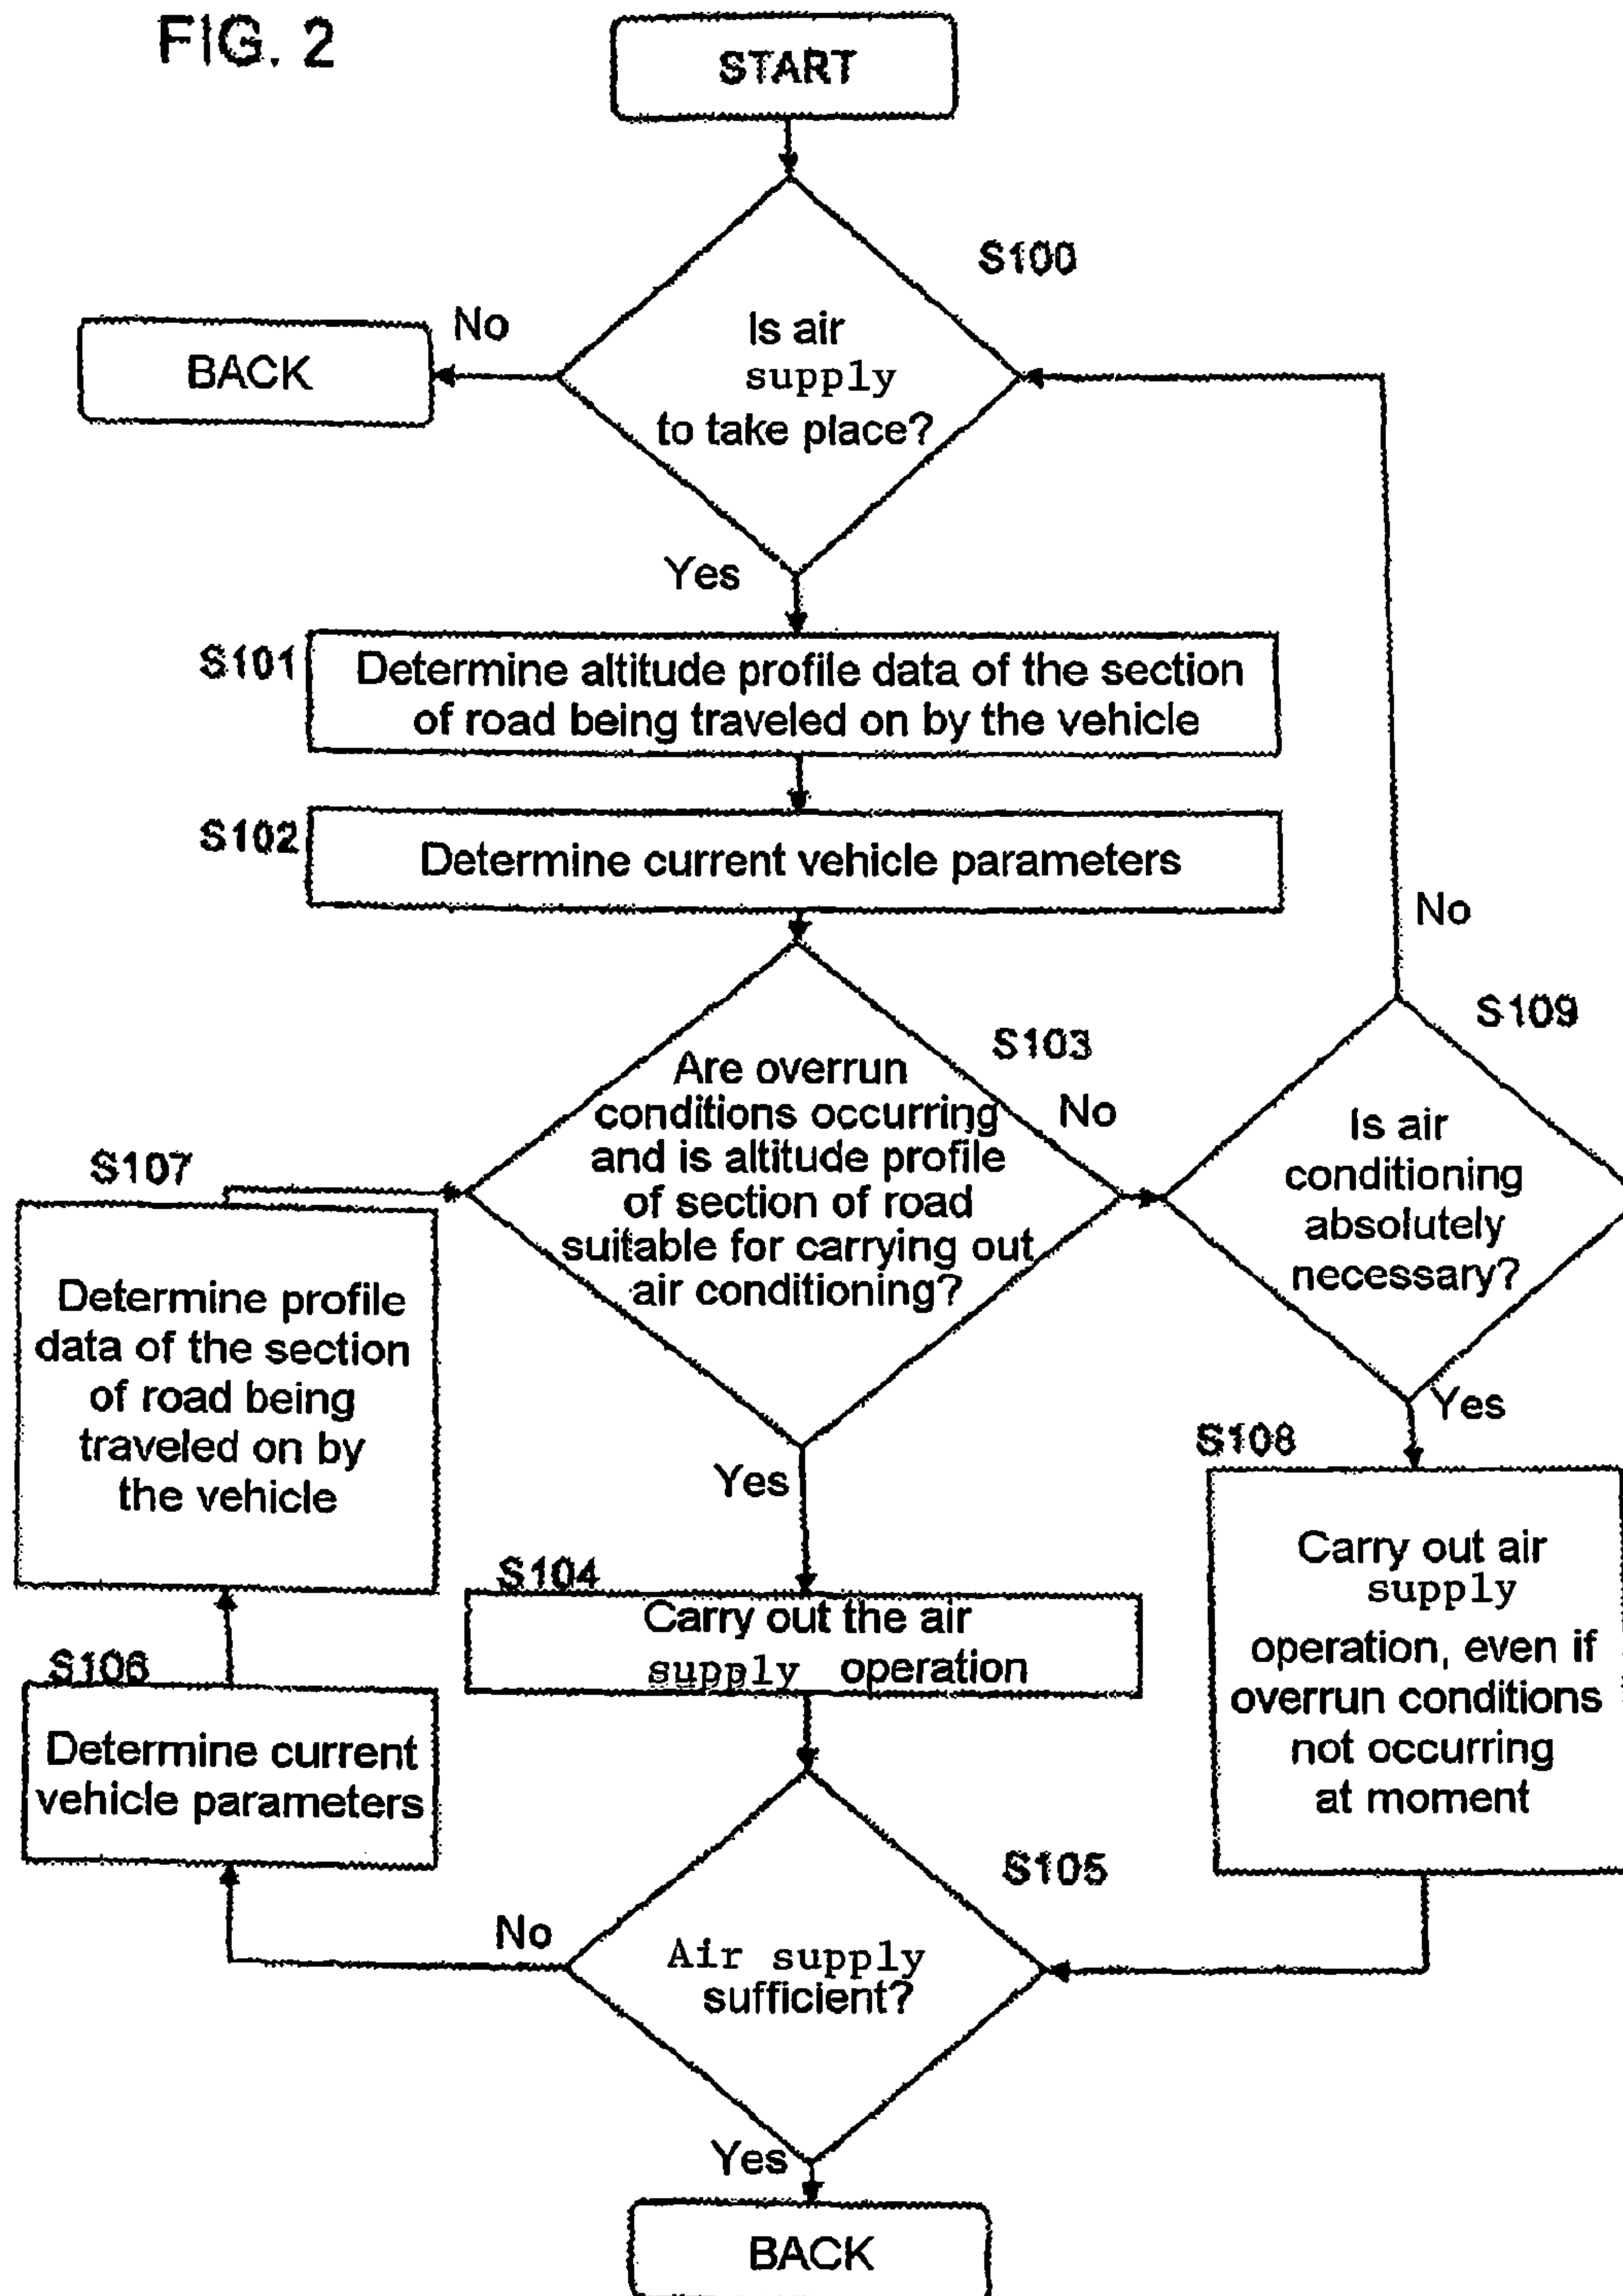 FIG. 2
START
S100
Is air
supply
to take place?
No
BACK
Yes
S101
Determine altitude profile data of the section
of road being traveled on by the vehicle
S102
Determine current vehicle parameters
No
S109
S103
Are overrun
conditions occurring
and is altitude profile
of section of road
suitable for carrying out
air conditioning?
No
Is air
conditioning
absolutely
necessary?
S107
Determine profile
data of the section
of road being
traveled on by
the vehicle
Yes
Yes
S108
Carry out air
supply
operation, even if
overrun conditions
not occurring
at moment
S104
Carry out the air
supply operation
S106
Determine current
vehicle parameters
S105
No
Air supply
sufficient?
Yes
BACK